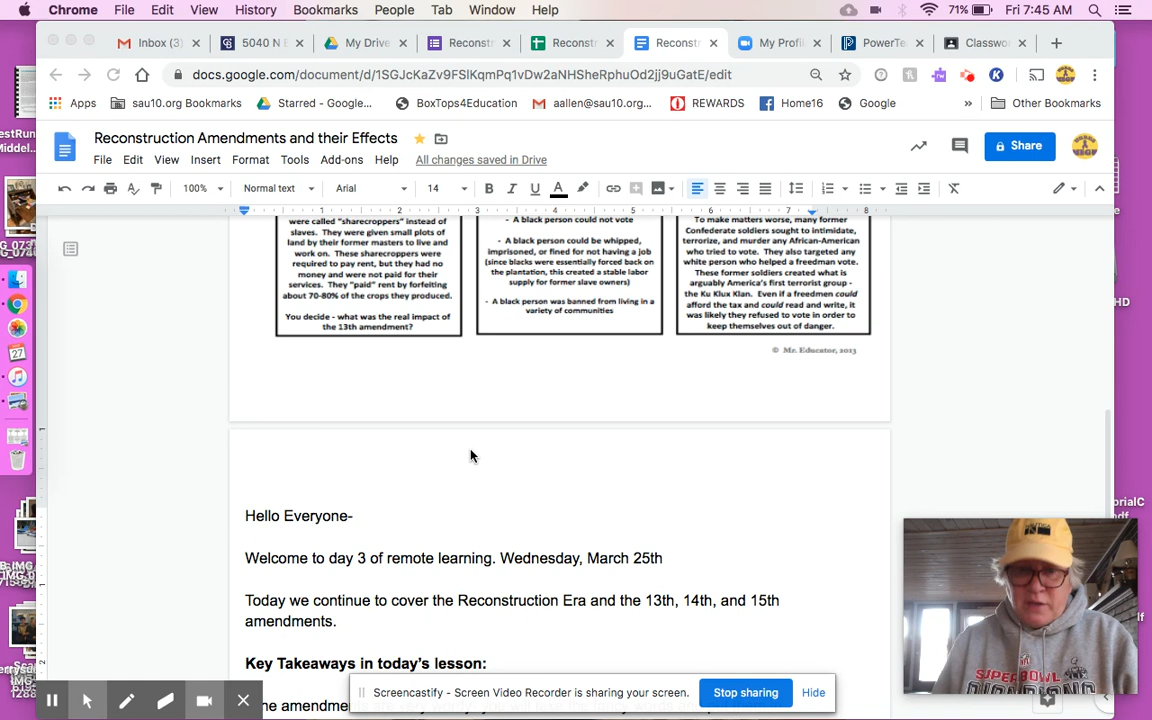 Chrome File Edit View History Bookmarks People Tab Window Help 71% Fri 7:45 AM
Inbox (3) 5040 N E My Drive Reconstr Reconstr Reconstr My Profi PowerTe Classwo
docs.google.com/document/d/1SGJcKaZv9FSlKqmPq1vDw2aNHSheRphuOd2jj9uGatE/edit
Apps sau10.org Bookmarks Starred - Google... BoxTops4Education aallen@sau10.org... REWARDS Home16 Google » Other Bookmarks
Reconstruction Amendments and their Effects
File Edit View Insert Format Tools Add-ons Help All changes saved in Drive
Share
100% Normal text Arial 14 B I U A
1 2 3 4 5 6 7 8
were called "sharecroppers" instead of
slaves. They were given small plots of
land by their former masters to live and
work on. These sharecroppers were
required to pay rent, but they had no
money and were not paid for their
services. They "paid" rent by forfeiting
about 70-80% of the crops they produced.
You decide - what was the real impact of
the 13th amendment?
- A black person could not vote
- A black person could be whipped,
imprisoned, or fined for not having a job
(since blacks were essentially forced back on
the plantation, this created a stable labor
supply for former slave owners)
- A black person was banned from living in a
variety of communities
To make matters worse, many former
Confederate soldiers sought to intimidate,
terrorize, and murder any African-American
who tried to vote. They also targeted any
white person who helped a freedman vote.
These former soldiers created what is
arguably America's first terrorist group -
the Ku Klux Klan. Even if a freedmen could
afford the tax and could read and write, it
was likely they refused to vote in order to
keep themselves out of danger.
© Mr. Educator, 2013
Hello Everyone-
Welcome to day 3 of remote learning. Wednesday, March 25th
Today we continue to cover the Reconstruction Era and the 13th, 14th, and 15th
amendments.
Key Takeaways in today's lesson:
Screencastify - Screen Video Recorder is sharing your screen. Stop sharing Hide